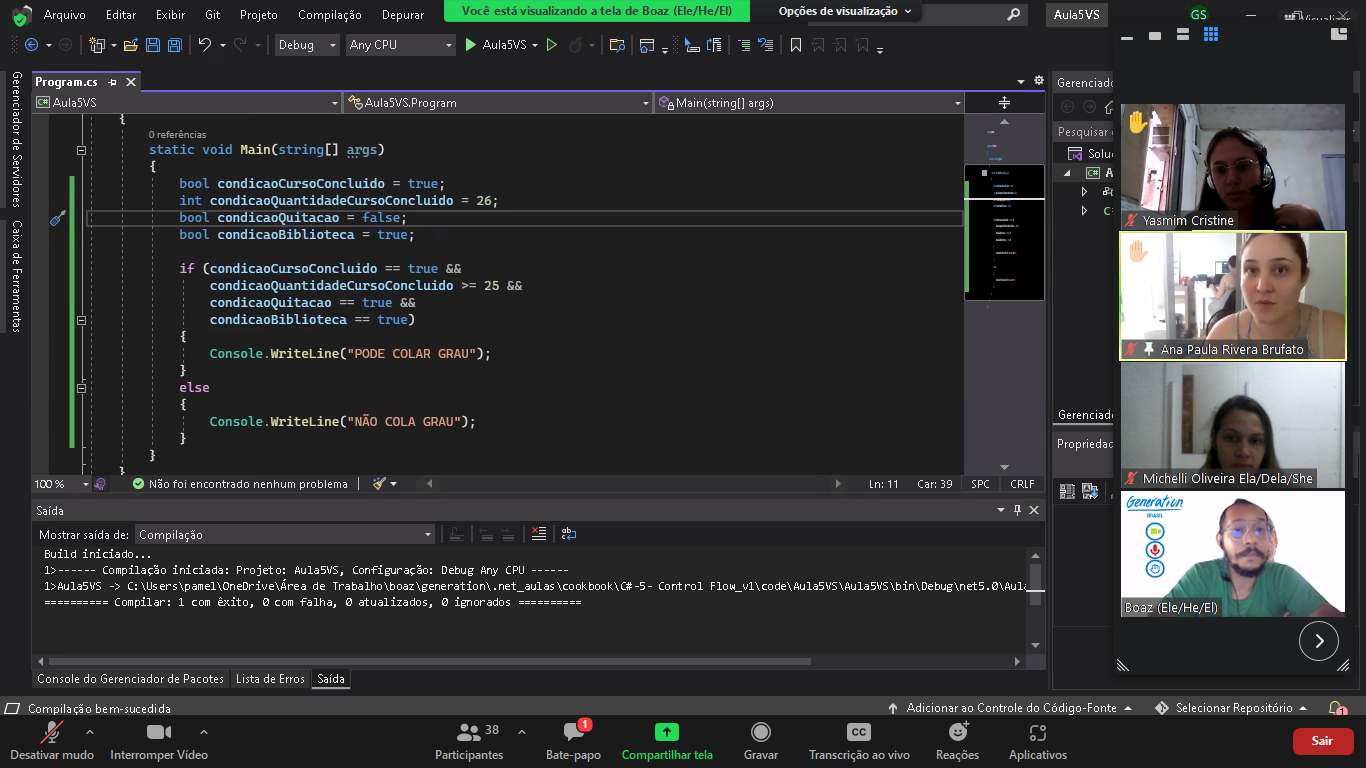 Arquivo Editar Exibir Git Projeto Compilação Depurar
Você está visualizando a tela de Boaz (Ele/He/El)
Opções de visualização
Aula5VS
GS
Debug Any CPU Aula5VS
Gerenciador de Servidores
Caixa de Ferramentas
Program.cs
Aula5VS Aula5VS.Program Main(string[] args)
{
0 referências
static void Main(string[] args)
{
bool condicaoCursoConcluido = true;
int condicaoQuantidadeCursoConcluido = 26;
bool condicaoQuitacao = false;
bool condicaoBiblioteca = true;
if (condicaoCursoConcluido == true &&
condicaoQuantidadeCursoConcluido >= 25 &&
condicaoQuitacao == true &&
condicaoBiblioteca == true)
{
Console.WriteLine("PODE COLAR GRAU");
}
else
{
Console.WriteLine("NÃO COLA GRAU");
}
}
}
100 % Não foi encontrado nenhum problema Ln: 11 Car: 39 SPC CRLF
Saída
Mostrar saída de: Compilação
Build iniciado...
1>------ Compilação iniciada: Projeto: Aula5VS, Configuração: Debug Any CPU ------
1>Aula5VS -> C:\Users\pamel\OneDrive\Área de Trabalho\boaz\generation\.net_aulas\cookbook\C#-5- Control Flow_v1\code\Aula5VS\Aula5VS\bin\Debug\net5.0\Aula
========== Compilar: 1 com êxito, 0 com falha, 0 atualizados, 0 ignorados ==========
Console do Gerenciador de Pacotes Lista de Erros Saída
Compilação bem-sucedida
Adicionar ao Controle do Código-Fonte Selecionar Repositório 1
Gerenciado
Pesquisar
Solu
A
C
Gerenciado
Propriedad
Yasmim Cristine
Ana Paula Rivera Brufato
Michelli Oliveira Ela/Dela/She
Generation
BRASIL
Boaz (Ele/He/El)
Desativar mudo Interromper Vídeo
Participantes 38
Bate-papo 1
Compartilhar tela
Gravar
CC
Transcrição ao vivo
Reações
Aplicativos
Sair